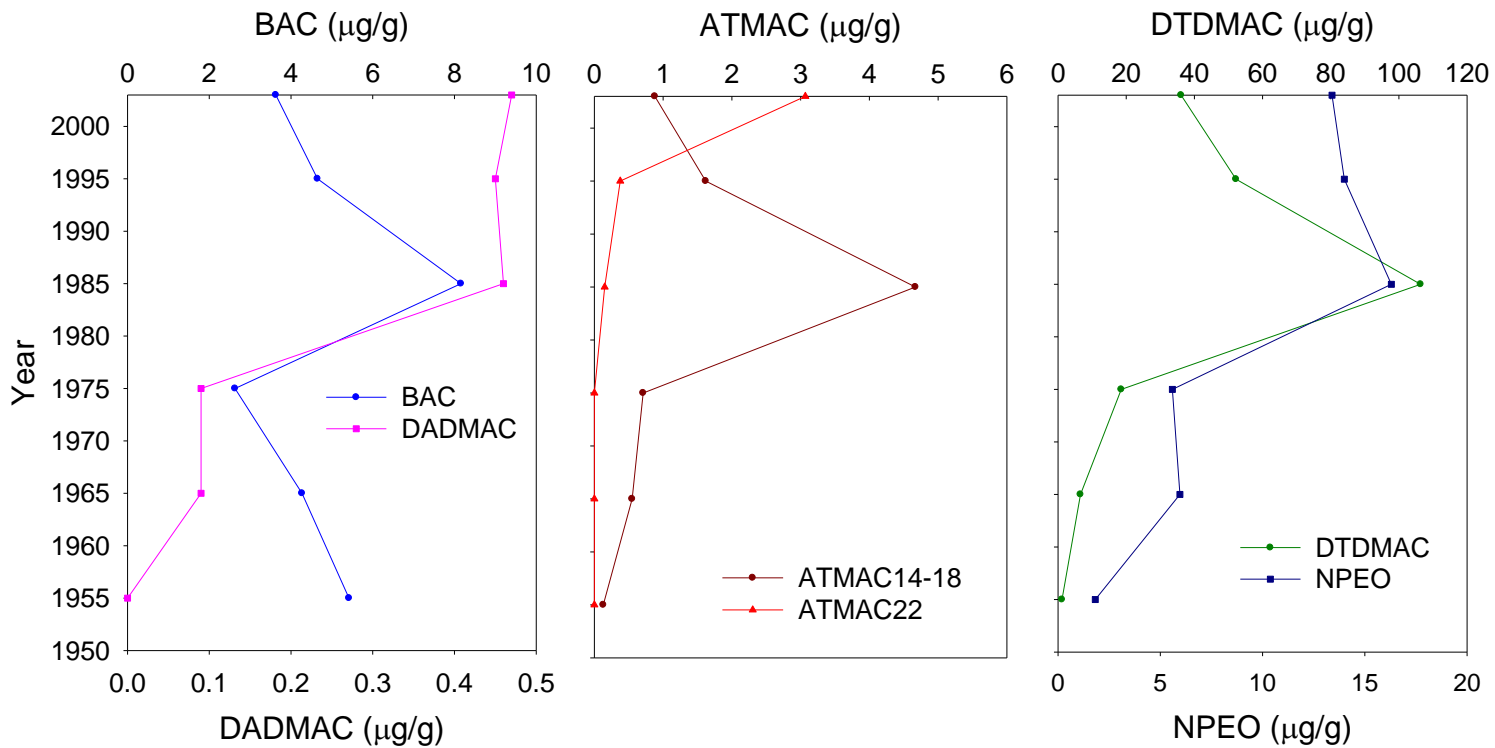 BAC (μg/g)
0 2 4 6 8 10
ATMAC (μg/g)
0 1 2 3 4 5 6
DTDMAC (μg/g)
0 20 40 60 80 100 120
Year
2000
1995
1990
1985
1980
1975
1970
1965
1960
1955
1950
BAC
DADMAC
ATMAC14-18
ATMAC22
DTDMAC
NPEO
0.0 0.1 0.2 0.3 0.4 0.5
DADMAC (μg/g)
0 5 10 15 20
NPEO (μg/g)